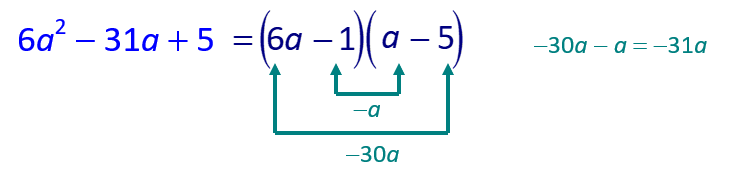 6a² − 31a + 5 = (6a − 1)(a − 5)
−30a − a = −31a
−a
−30a